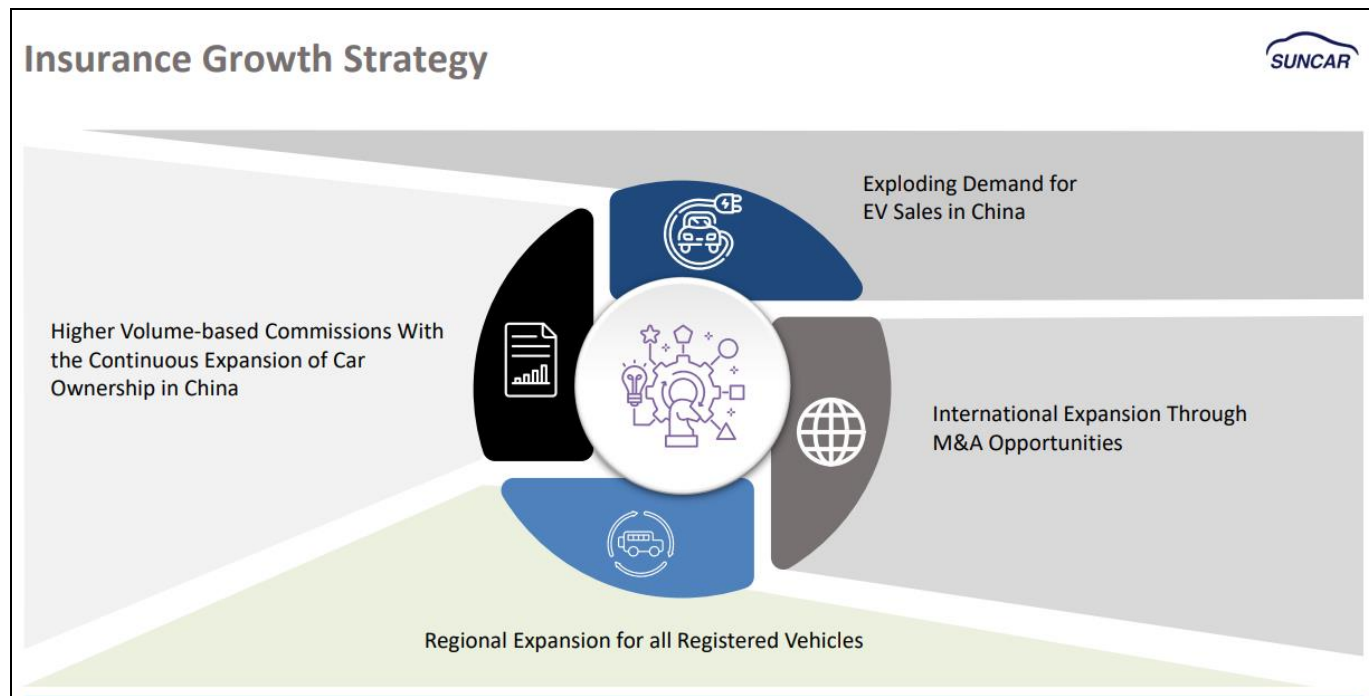 Insurance Growth Strategy
SUNCAR
Exploding Demand for
EV Sales in China
Higher Volume-based Commissions With
the Continuous Expansion of Car
Ownership in China
International Expansion Through
M&A Opportunities
Regional Expansion for all Registered Vehicles